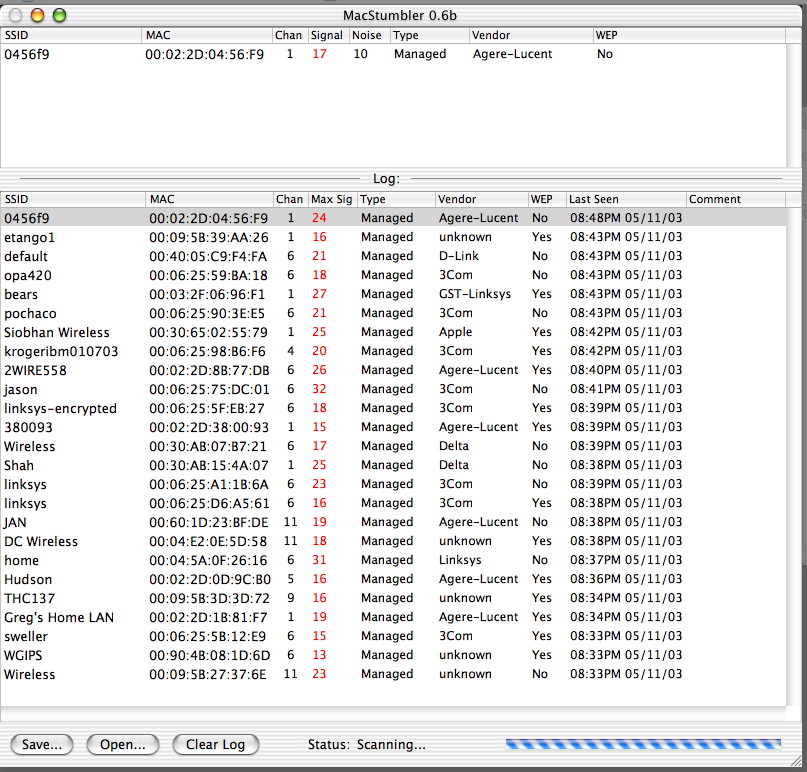 MacStumbler 0.6b
SSID MAC Chan Signal Noise Type Vendor WEP
0456f9 00:02:2D:04:56:F9 1 17 10 Managed Agere-Lucent No
Log:
SSID MAC Chan Max Sig Type Vendor WEP Last Seen Comment
0456f9 00:02:2D:04:56:F9 1 24 Managed Agere-Lucent No 08:48PM 05/11/03
etango1 00:09:5B:39:AA:26 1 16 Managed unknown Yes 08:43PM 05/11/03
default 00:40:05:C9:F4:FA 6 21 Managed D-Link No 08:43PM 05/11/03
opa420 00:06:25:59:BA:18 6 18 Managed 3Com No 08:43PM 05/11/03
bears 00:03:2F:06:96:F1 1 27 Managed GST-Linksys Yes 08:43PM 05/11/03
pochaco 00:06:25:90:3E:E5 6 21 Managed 3Com No 08:43PM 05/11/03
Siobhan Wireless 00:30:65:02:55:79 1 25 Managed Apple Yes 08:42PM 05/11/03
krogeribm010703 00:06:25:98:B6:F6 4 20 Managed 3Com Yes 08:42PM 05/11/03
2WIRE558 00:02:2D:8B:77:DB 6 26 Managed Agere-Lucent Yes 08:40PM 05/11/03
jason 00:06:25:75:DC:01 6 32 Managed 3Com No 08:41PM 05/11/03
linksys-encrypted 00:06:25:5F:EB:27 6 18 Managed 3Com Yes 08:39PM 05/11/03
380093 00:02:2D:38:00:93 1 15 Managed Agere-Lucent Yes 08:39PM 05/11/03
Wireless 00:30:AB:07:B7:21 6 17 Managed Delta No 08:39PM 05/11/03
Shah 00:30:AB:15:4A:07 1 25 Managed Delta No 08:38PM 05/11/03
linksys 00:06:25:A1:1B:6A 6 23 Managed 3Com No 08:39PM 05/11/03
linksys 00:06:25:D6:A5:61 6 16 Managed 3Com Yes 08:38PM 05/11/03
JAN 00:60:1D:23:BF:DE 11 19 Managed Agere-Lucent No 08:38PM 05/11/03
DC Wireless 00:04:E2:0E:5D:58 11 18 Managed unknown Yes 08:38PM 05/11/03
home 00:04:5A:0F:26:16 6 31 Managed Linksys No 08:37PM 05/11/03
Hudson 00:02:2D:0D:9C:B0 5 16 Managed Agere-Lucent Yes 08:36PM 05/11/03
THC137 00:09:5B:3D:3D:72 9 16 Managed unknown Yes 08:34PM 05/11/03
Greg's Home LAN 00:02:2D:1B:81:F7 1 19 Managed Agere-Lucent Yes 08:34PM 05/11/03
sweller 00:06:25:5B:12:E9 6 15 Managed 3Com Yes 08:33PM 05/11/03
WGIPS 00:90:4B:08:1D:6D 6 13 Managed unknown Yes 08:33PM 05/11/03
Wireless 00:09:5B:27:37:6E 11 23 Managed unknown No 08:33PM 05/11/03
Save... Open... Clear Log Status: Scanning...